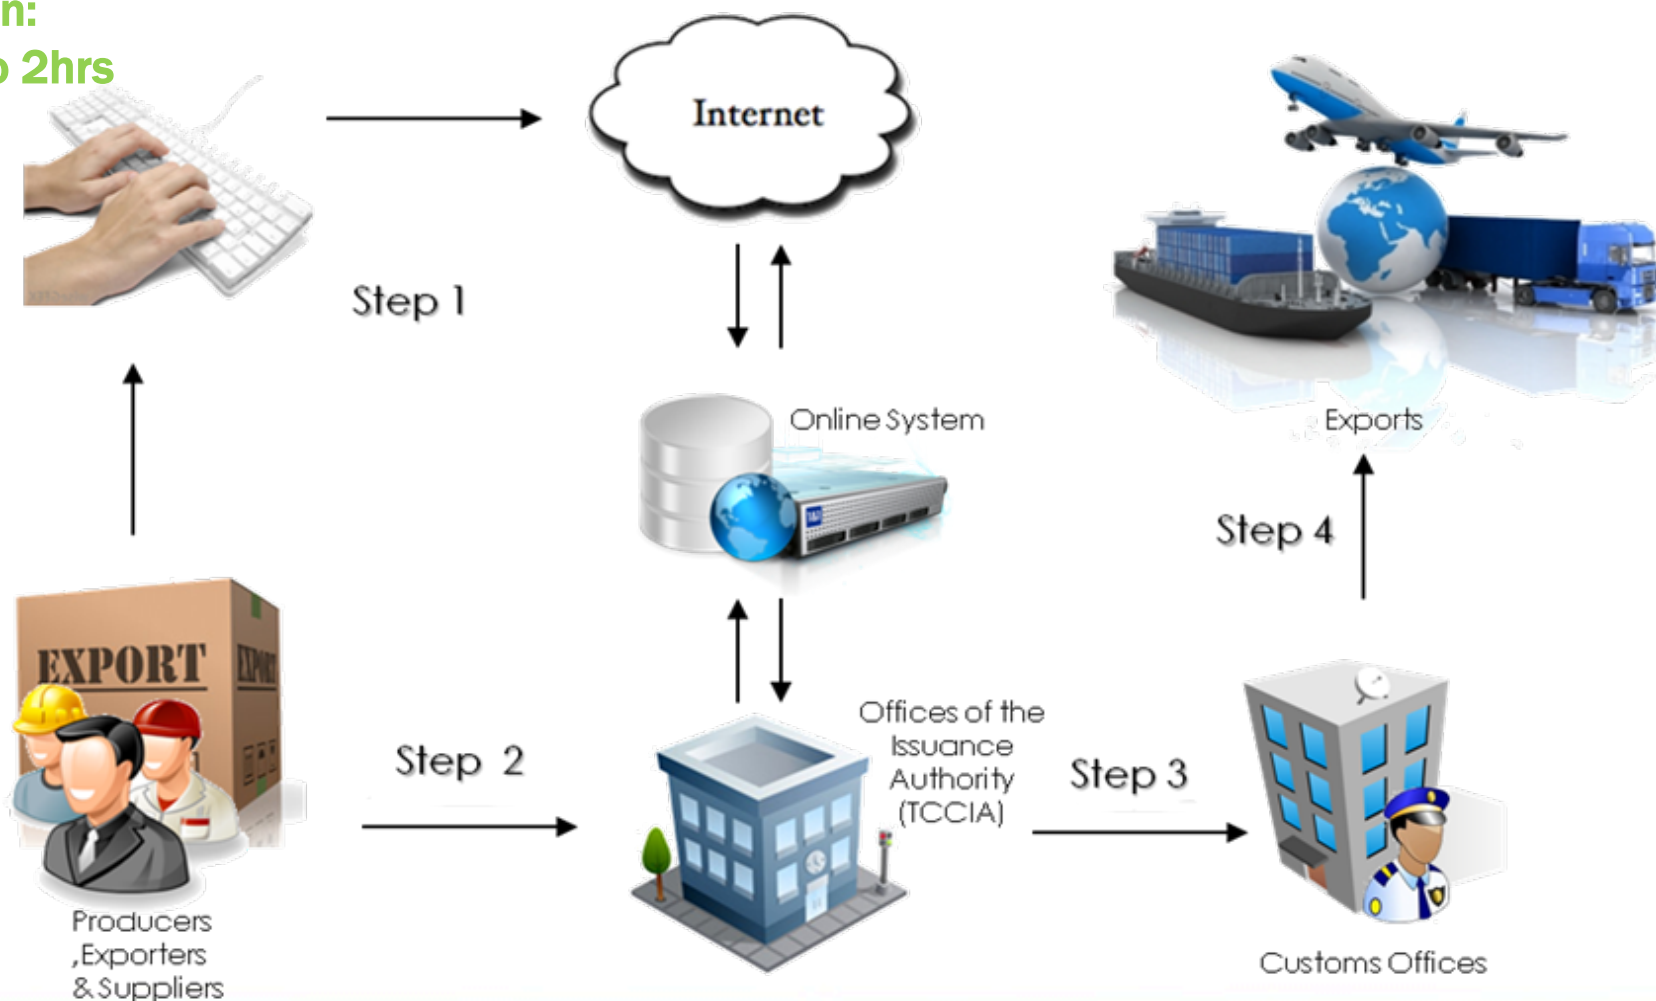 n:
o 2hrs
Internet
Step 1
Online System
Exports
Step 4
EXPORT
EXPORT
Step 2
Offices of the
Issuance
Authority
(TCCIA)
Step 3
Producers
,Exporters
& Suppliers
Customs Offices